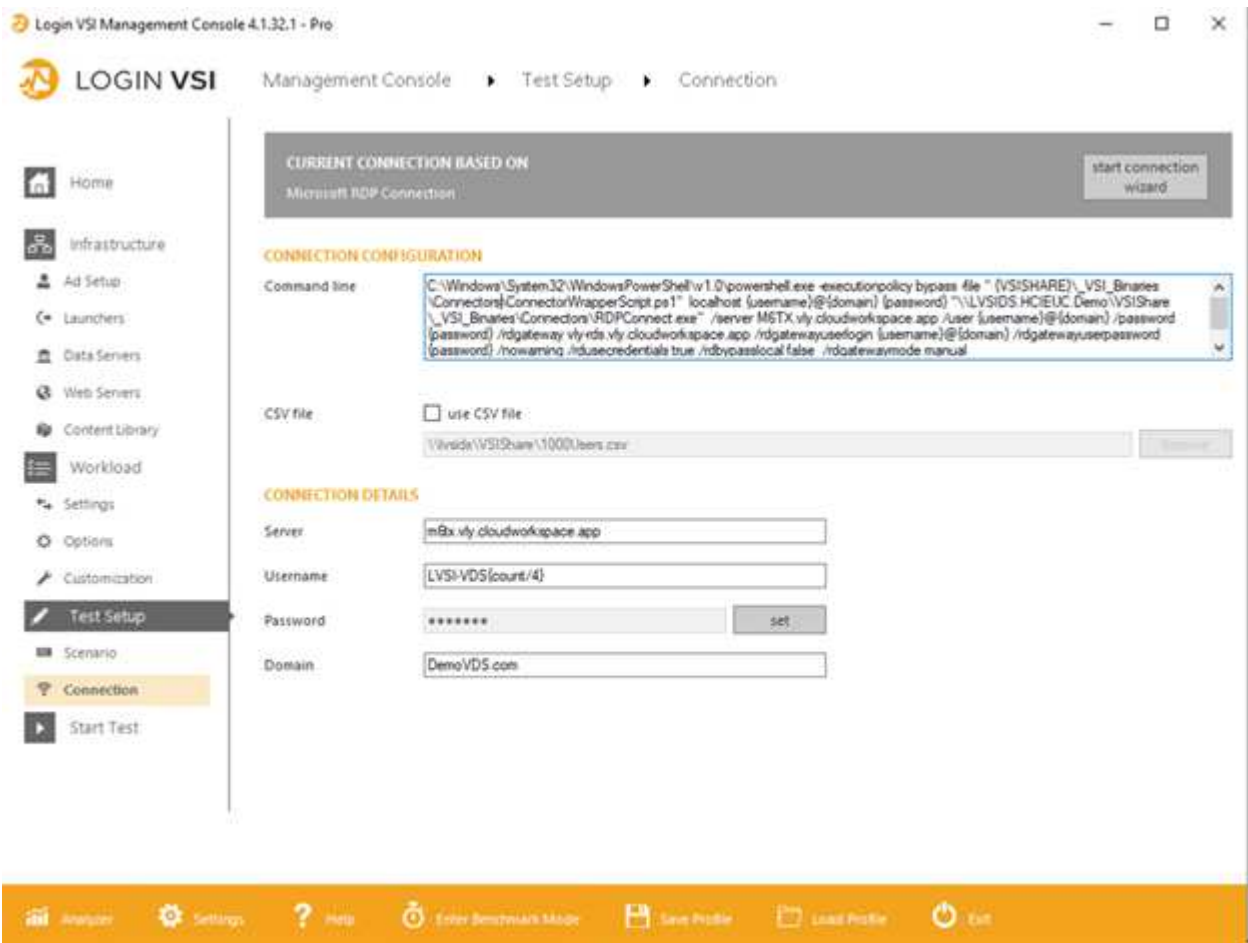 Login VSI Management Console 4.1.32.1 - Pro
LOGIN VSI
Management Console
Test Setup
Connection
CURRENT CONNECTION BASED ON
Microsoft RDP Connection
start connection
wizard
Home
Infrastructure
Ad Setup
Launchers
Data Servers
Web Servers
Content Library
Workload
Settings
Options
Customization
Test Setup
Scenario
Connection
Start Test
CONNECTION CONFIGURATION
Command line
C:\Windows\System32\WindowsPowerShell\v1.0\powershell.exe -executionpolicy bypass -file " {VSISHARE}\_VSI_Binaries
\Connectors\ConnectorWrapperScript.ps1" localhost {username}@{domain} {password} "\\LVSIDS.HCIEUC.Demo\VSIShare
\_VSI_Binaries\Connectors\RDPConnect.exe" /server M6TX.vly.cloudworkspace.app /user {username}@{domain} /password
{password} /rdgateway vly-rds.vly.cloudworkspace.app /rdgatewayuserlogin {username}@{domain} /rdgatewayuserpassword
{password} /nowarning /rdusecredentials true /rdbypasslocal false /rdgatewaymode manual
CSV file
use CSV file
\VSIShare\1000Users.csv
CONNECTION DETAILS
Server
.vly.cloudworkspace.app
Username
LVSI-VDS{count/4}
Password
*******
set
Domain
DemoVDS.com
Analyzer
Settings
Help
Enter Benchmark Mode
Save Profile
Load Profile
Exit